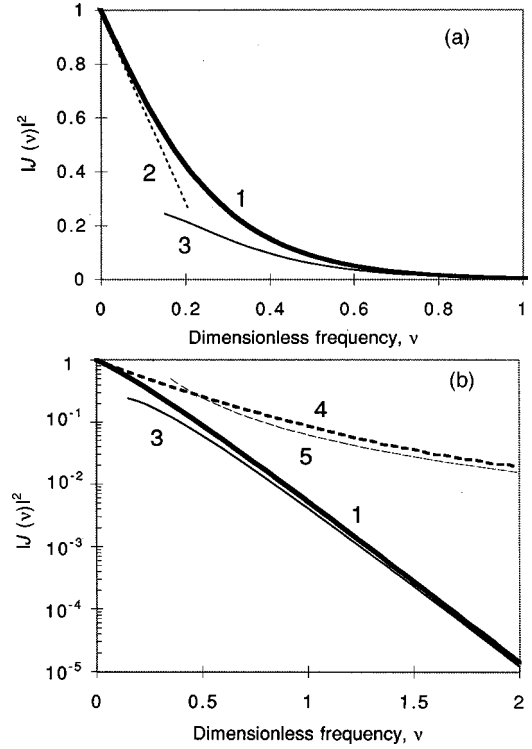 (a)
1
0.8
0.6
0.4
0.2
0
|J (ν)|²
2
1
3
0 0.2 0.4 0.6 0.8 1
Dimensionless frequency, ν
(b)
1
10⁻¹
10⁻²
10⁻³
10⁻⁴
10⁻⁵
|J (ν)|²
3
4
5
1
0 0.5 1 1.5 2
Dimensionless frequency, ν